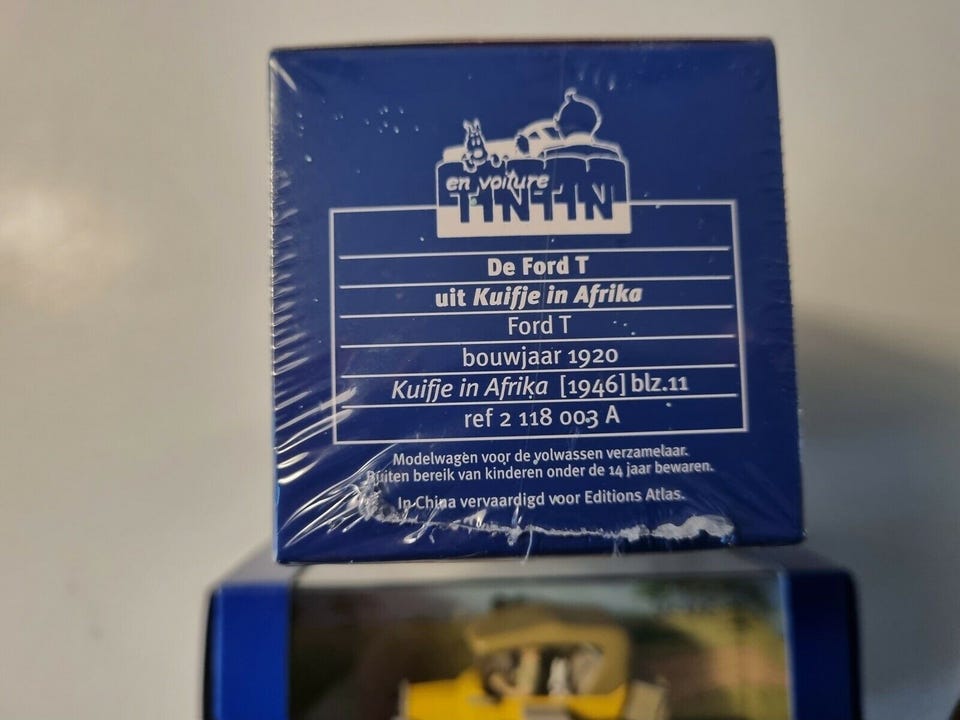 en voiture
TINTIN
De Ford T
uit Kuifje in Afrika
Ford T
bouwjaar 1920
Kuifje in Afrika [1946] blz.11
ref 2 118 003 A
Modelwagen voor de volwassen verzamelaar.
Buiten bereik van kinderen onder de 14 jaar bewaren.
In China vervaardigd voor Editions Atlas.